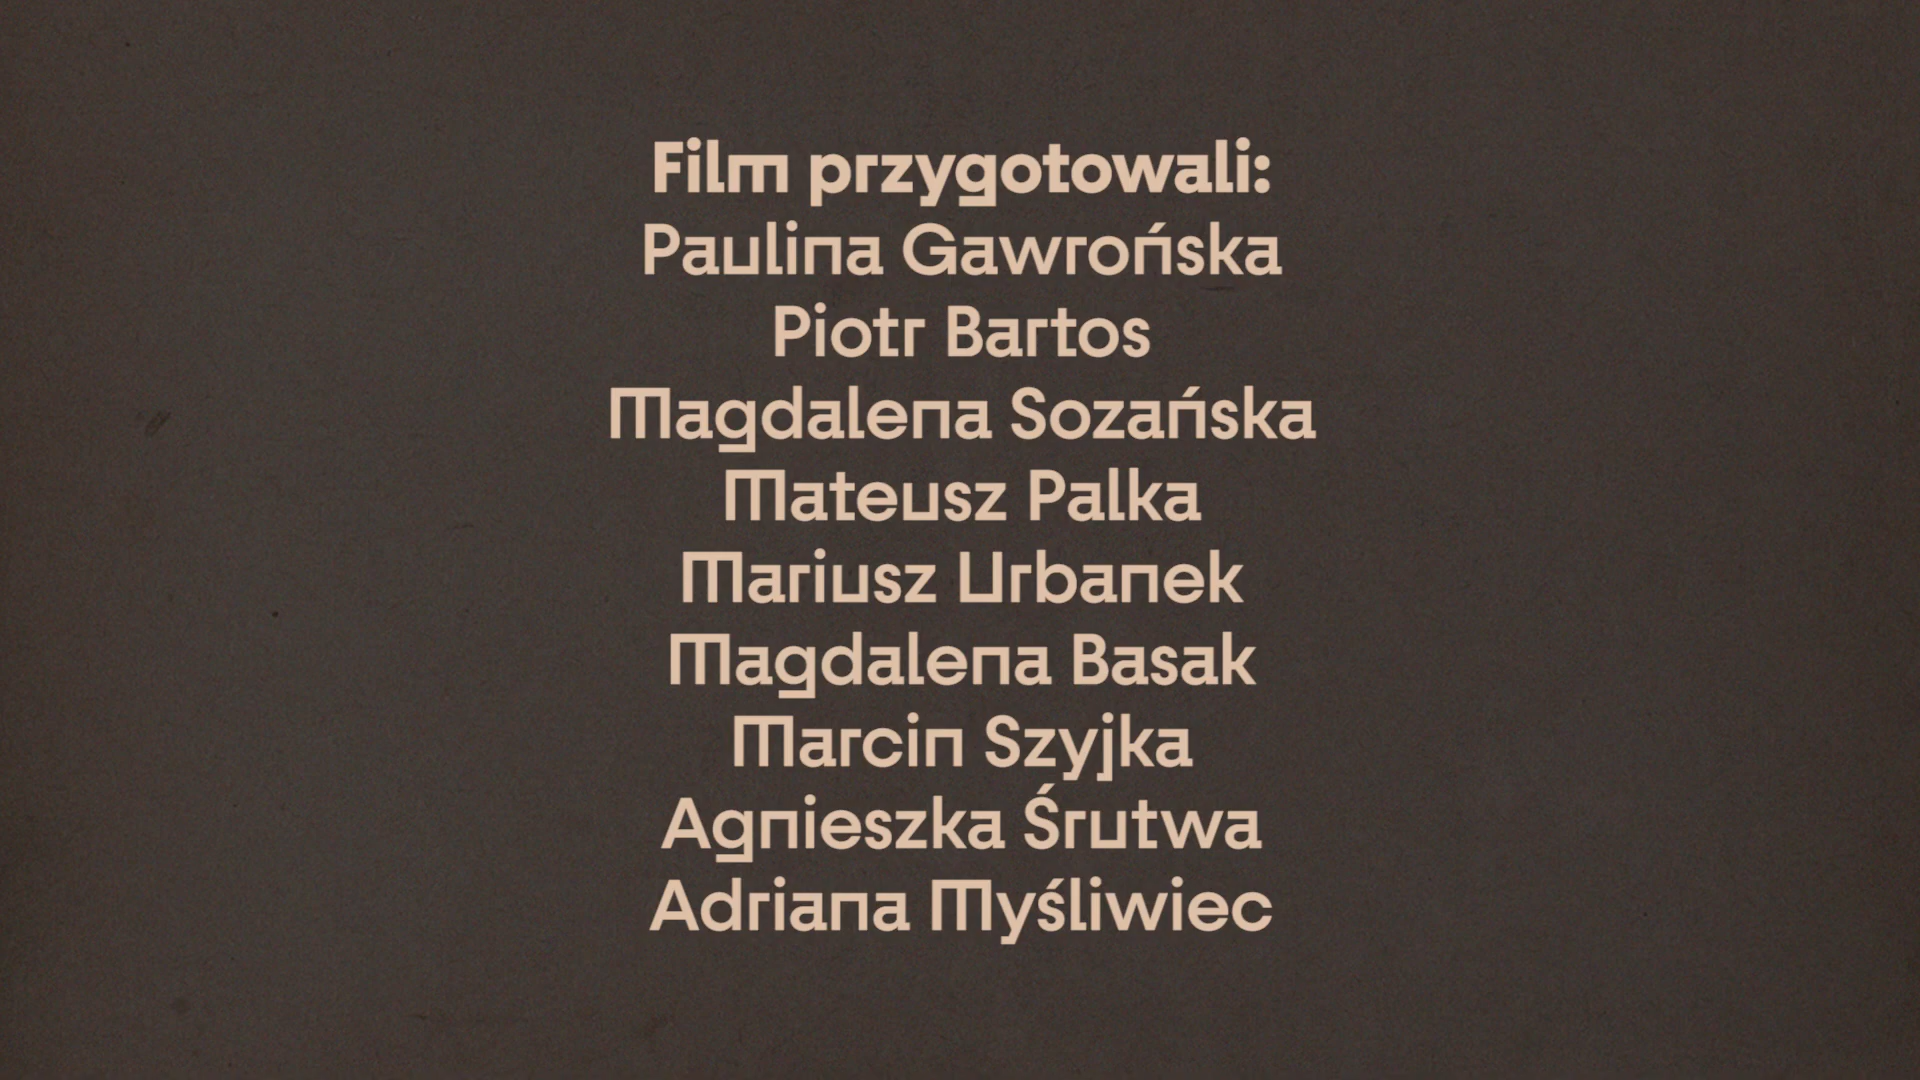 Film przygotowali:
Paulina Gawrońska
Piotr Bartos
Magdalena Sozańska
Mateusz Palka
Mariusz Urbanek
Magdalena Basak
Marcin Szyjka
Agnieszka Śrutwa
Adriana Myśliwiec